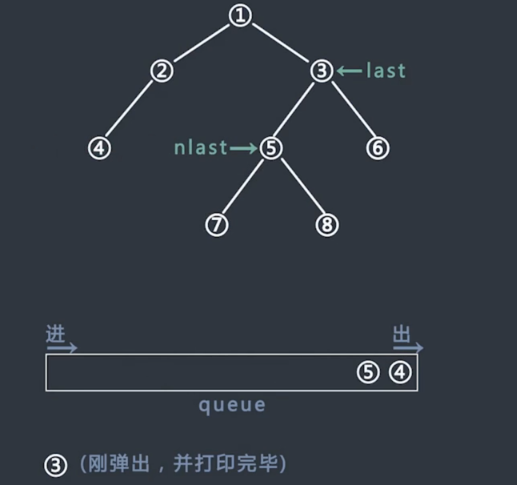 ①
② ③ ←last
④ nlast→ ⑤ ⑥
⑦ ⑧
进 出
⑤ ④
queue
③ (刚弹出，并打印完毕)